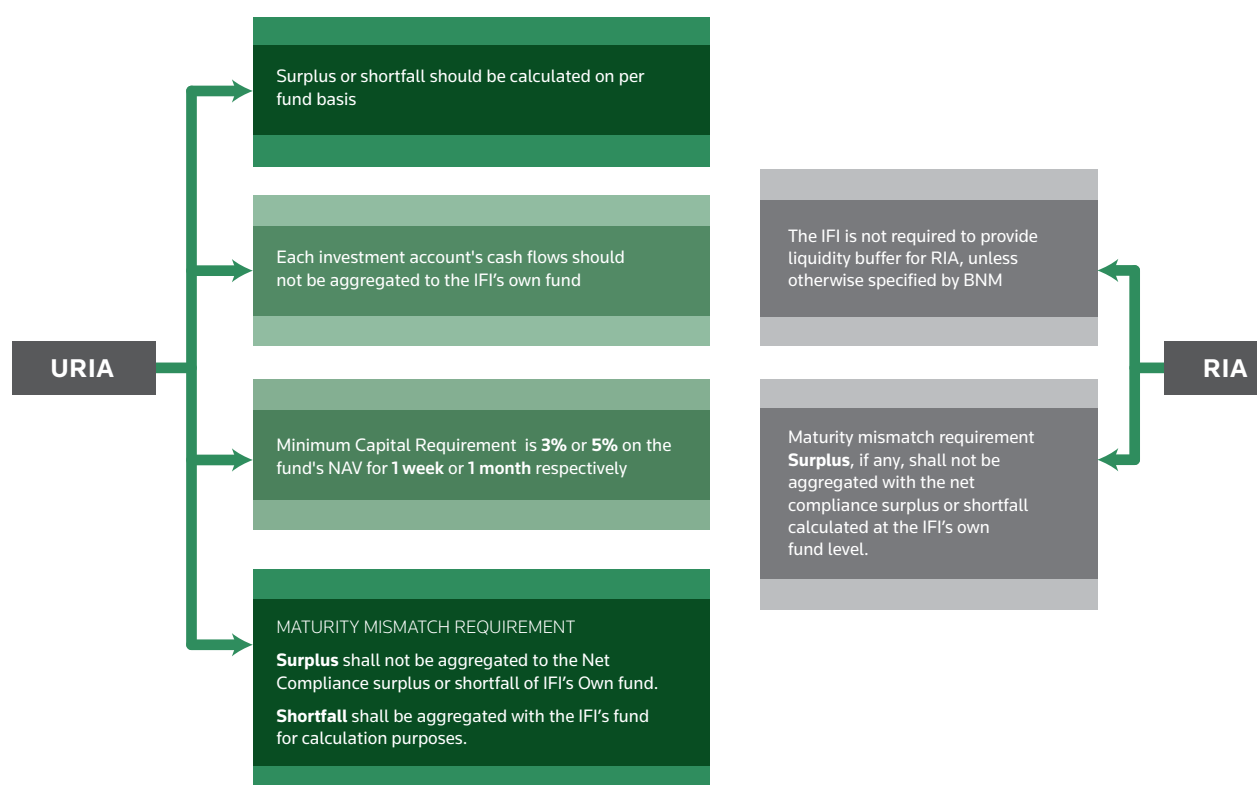 URIA
Surplus or shortfall should be calculated on per
fund basis
Each investment account's cash flows should
not be aggregated to the IFI's own fund
Minimum Capital Requirement is 3% or 5% on the
fund's NAV for 1 week or 1 month respectively
MATURITY MISMATCH REQUIREMENT
Surplus shall not be aggregated to the Net
Compliance surplus or shortfall of IFI's Own fund.
Shortfall shall be aggregated with the IFI's fund
for calculation purposes.
RIA
The IFI is not required to provide
liquidity buffer for RIA, unless
otherwise specified by BNM
Maturity mismatch requirement
Surplus, if any, shall not be
aggregated with the net
compliance surplus or shortfall
calculated at the IFI's own
fund level.